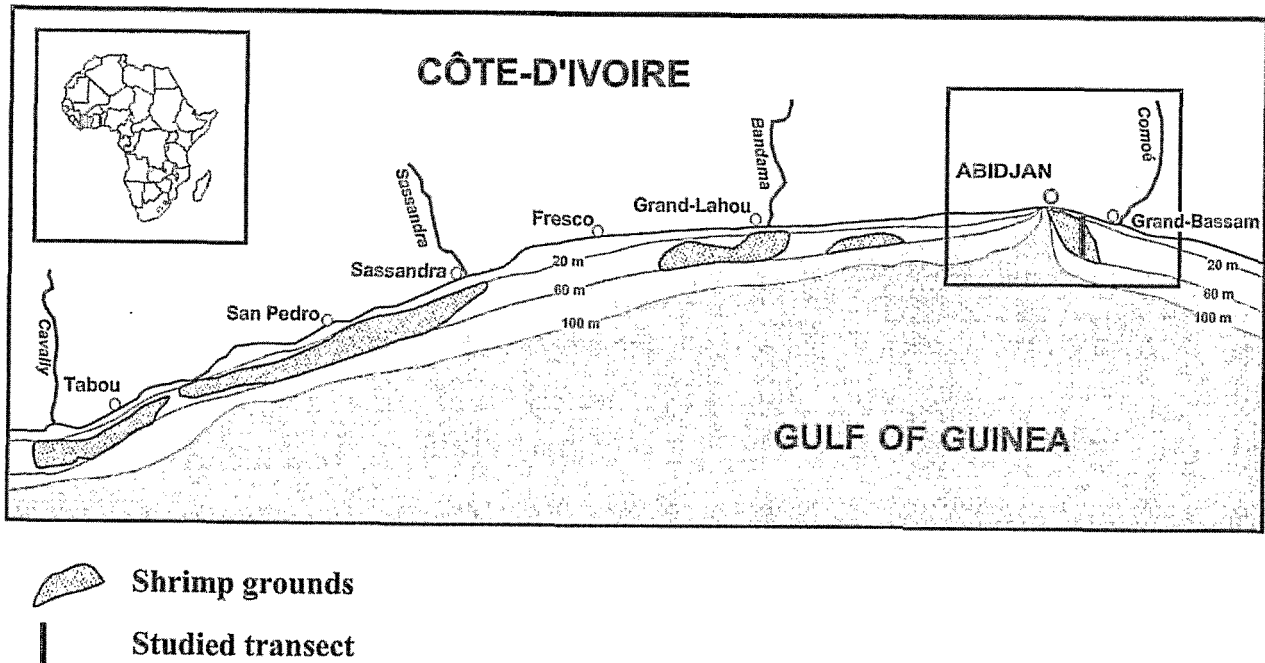 CÔTE-D'IVOIRE
Bandama
Comoé
ABIDJAN
Sassandra
Grand-Lahou
Fresco
Grand-Bassam
Sassandra
20 m
20 m
60 m
60 m
San Pedro
100 m
100 m
Cavally
Tabou
GULF OF GUINEA
Shrimp grounds
Studied transect